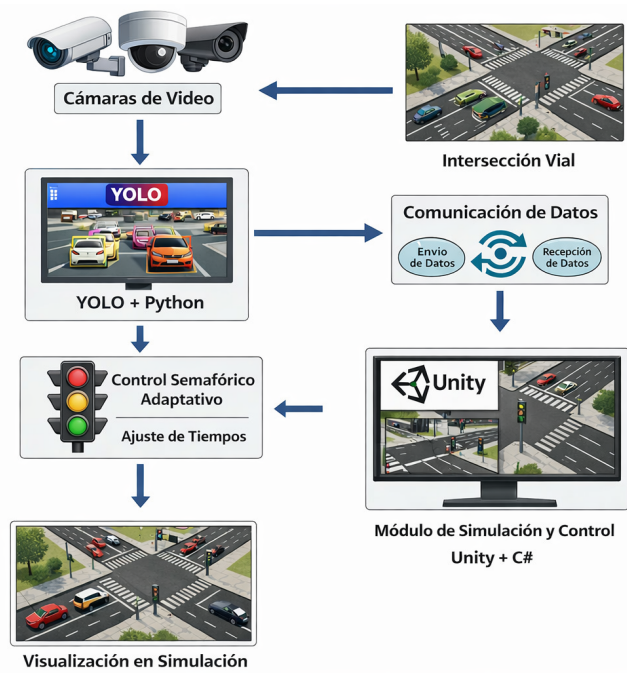 Cámaras de Video
Intersección Vial
YOLO
YOLO + Python
Comunicación de Datos
Envio
de Datos
Recepción
de Datos
Control Semafórico
Adaptativo
Ajuste de Tiempos
Unity
Módulo de Simulación y Control
Unity + C#
Visualización en Simulación